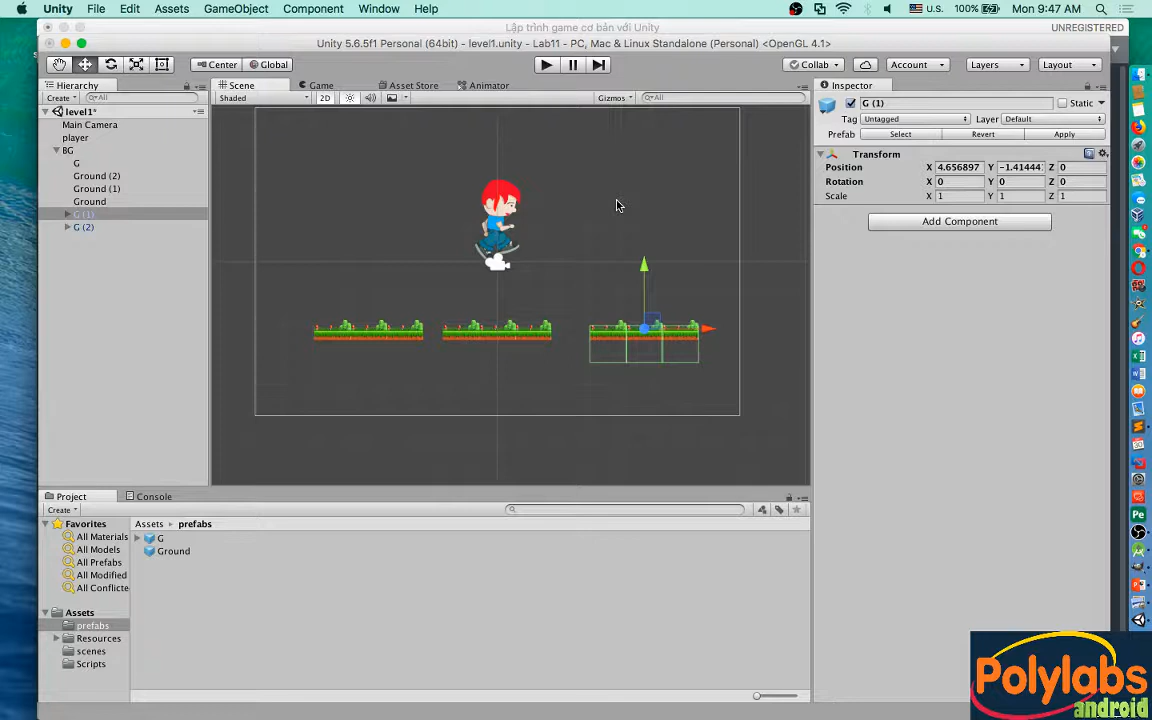 Unity File Edit Assets GameObject Component Window Help U.S. 100% Mon 9:47 AM
Lập trình game cơ bản với Unity UNREGISTERED
Unity 5.6.5f1 Personal (64bit) - level1.unity - Lab11 - PC, Mac & Linux Standalone (Personal) <OpenGL 4.1>
Center Global Collab Account Layers Layout
Hierarchy Scene Game Asset Store Animator Inspector
Create All Shaded 2D Gizmos All G (1) Static
level1*
Tag Untagged Layer Default
Main Camera
Prefab Select Revert Apply
player
BG
Transform
G
Position X 4.656897 Y -1.41444 Z 0
Ground (2)
Rotation X 0 Y 0 Z 0
Ground (1)
Scale X 1 Y 1 Z 1
Ground
G (1)
Add Component
G (2)
Project Console
Create
Favorites Assets prefabs
All Materials G
All Models Ground
All Prefabs
All Modified
All Conflicte
Assets
prefabs
Resources
scenes
Scripts
Polylabs
android